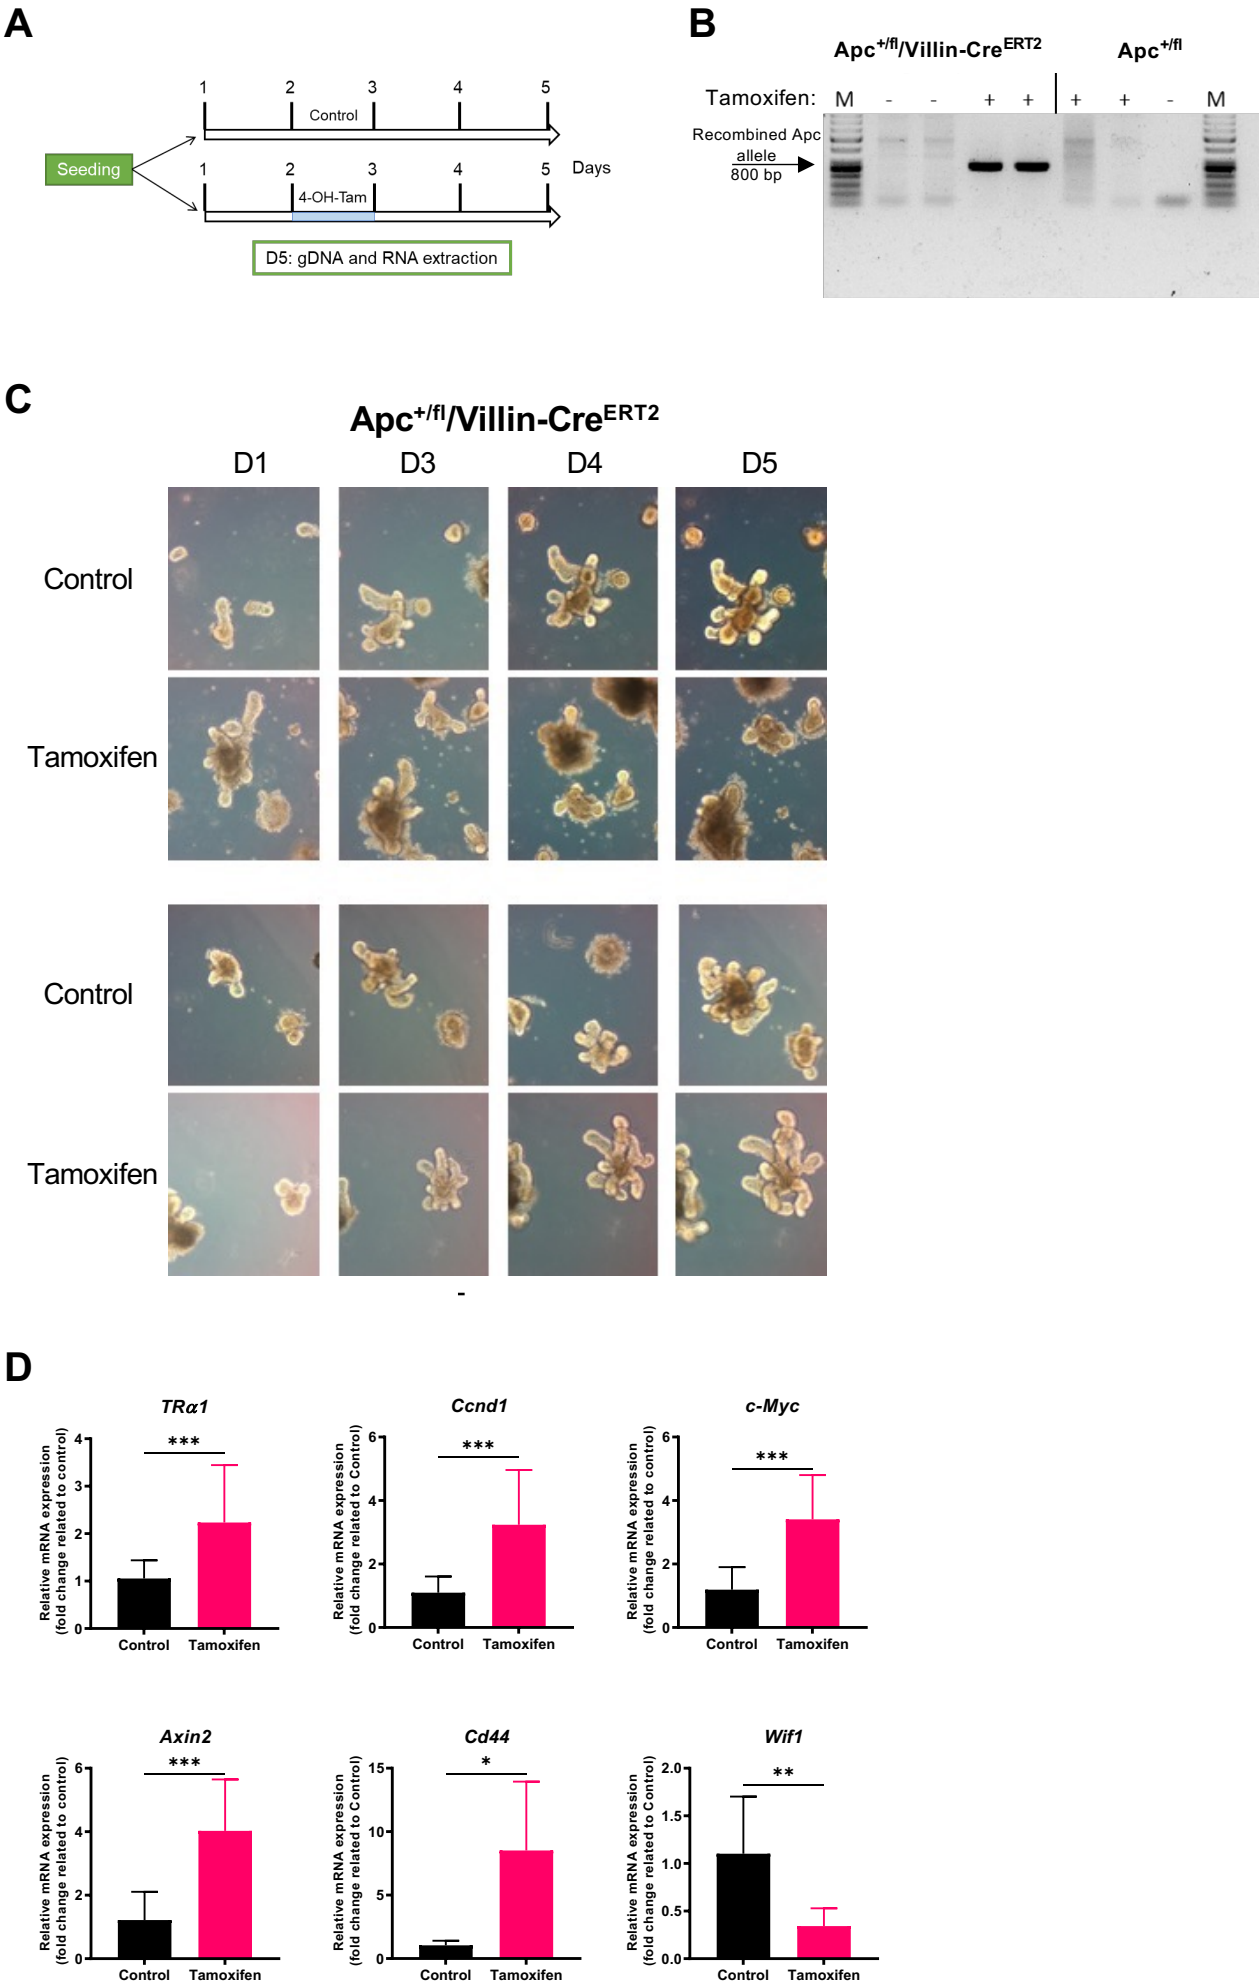 A
1 2 3 4 5
Control
Seeding
1 2 3 4 5 Days
4-OH-Tam
D5: gDNA and RNA extraction
B
Apc+/fl/Villin-CreERT2 Apc+/fl
Tamoxifen: M - - + + + + - M
Recombined Apc
allele
800 bp
C
Apc+/fl/Villin-CreERT2
D1 D3 D4 D5
Control
Tamoxifen
Control
Tamoxifen
-
D
TRα1
Relative mRNA expression
(fold change related to control)
4
3
2
1
0
***
Control Tamoxifen
Ccnd1
Relative mRNA expression
(fold change related to Control)
6
4
2
0
***
Control Tamoxifen
c-Myc
Relative mRNA expression
(fold change related to control)
6
4
2
0
***
Control Tamoxifen
Axin2
Relative mRNA expression
(fold change related to control)
6
4
2
0
***
Control Tamoxifen
Cd44
Relative mRNA expression
(fold change related to Control)
15
10
5
0
*
Control Tamoxifen
Wif1
Relative mRNA expression
(fold change related to Control)
2.0
1.5
1.0
0.5
0.0
**
Control Tamoxifen